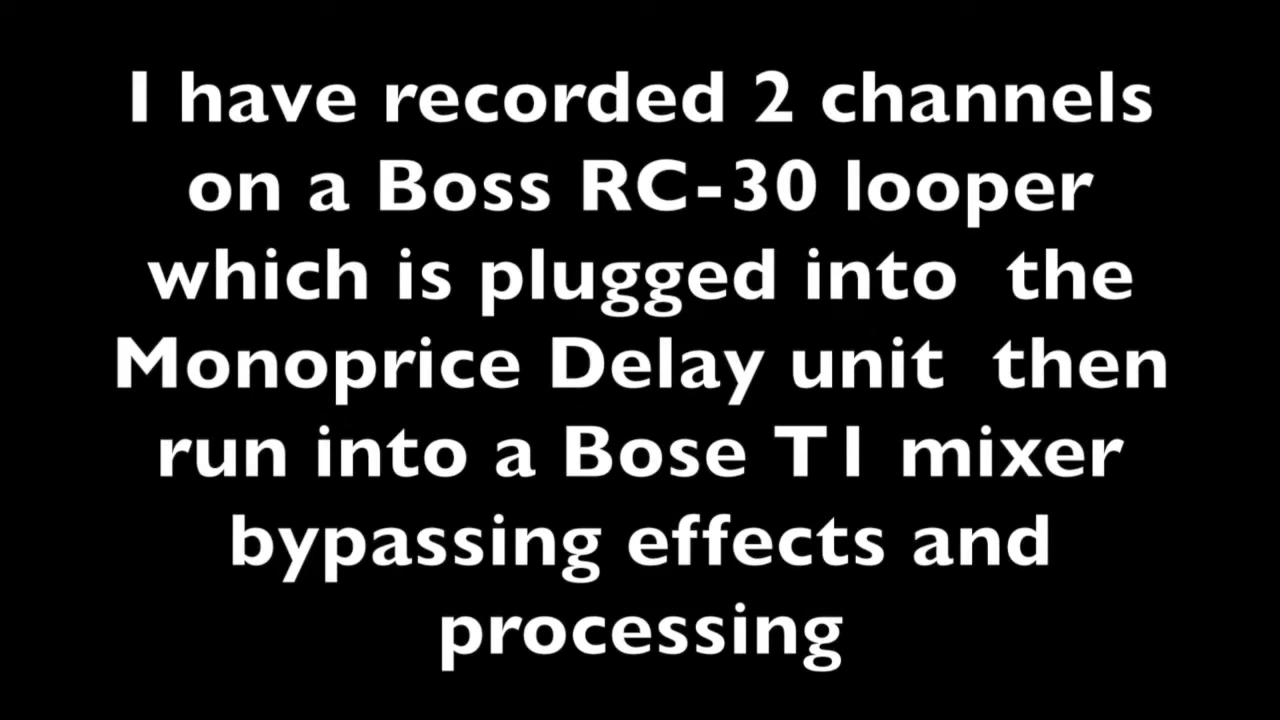 I have recorded 2 channels
on a Boss RC-30 looper
which is plugged into  the
Monoprice Delay unit  then
run into a Bose T1 mixer
bypassing effects and
processing